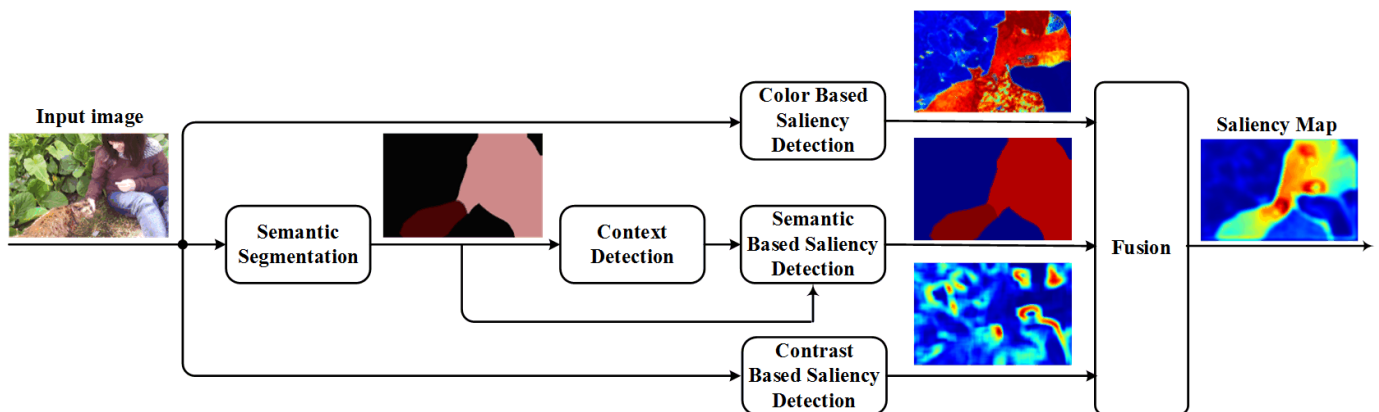 Input image
Semantic
Segmentation
Context
Detection
Color Based
Saliency
Detection
Semantic
Based Saliency
Detection
Contrast
Based Saliency
Detection
Fusion
Saliency Map